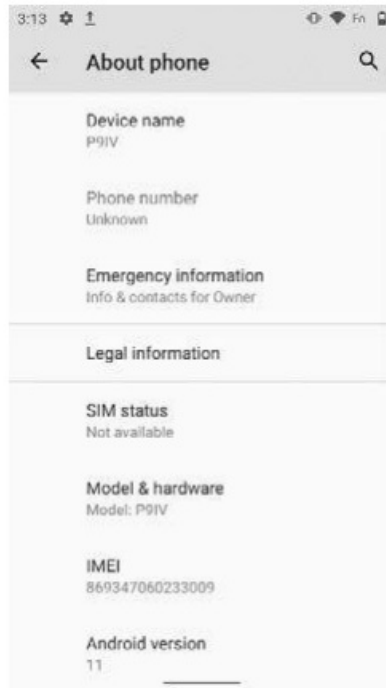 3:13 Fn
About phone
Device name
P9IV
Phone number
Unknown
Emergency information
Info & contacts for Owner
Legal information
SIM status
Not available
Model & hardware
Model: P9IV
IMEI
869347060233009
Android version
11